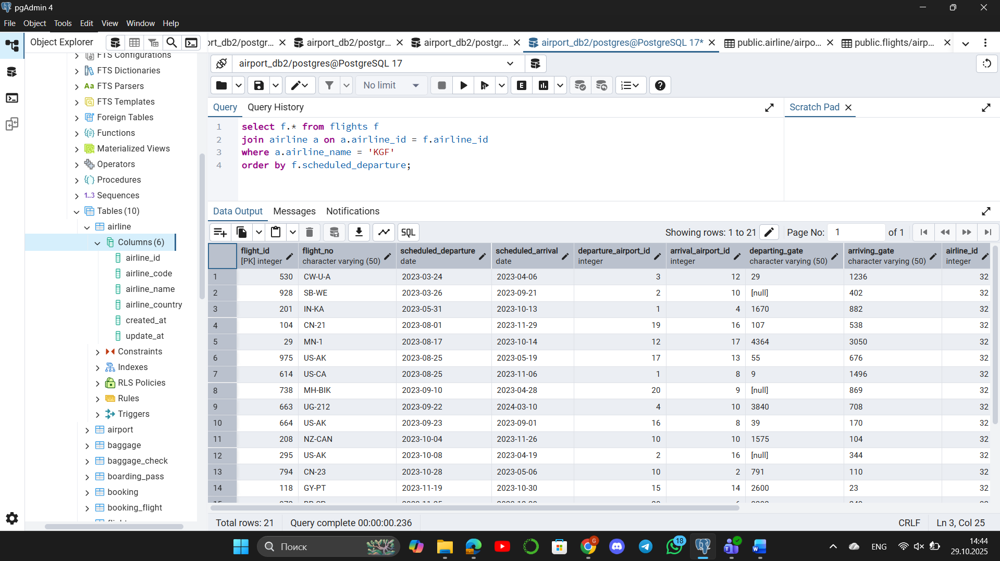 pgAdmin 4
File Object Tools Edit View Window Help
Object Explorer
ort_db2/postgr... airport_db2/postgr... airport_db2/postgr... airport_db2/postgres@PostgreSQL 17* public.airline/airpo... public.flights/airp...
FTS Configurations
FTS Dictionaries
Aa FTS Parsers
FTS Templates
Foreign Tables
Functions
Materialized Views
Operators
Procedures
1..3 Sequences
Tables (10)
airline
Columns (6)
airline_id
airline_code
airline_name
airline_country
created_at
update_at
Constraints
Indexes
RLS Policies
Rules
Triggers
airport
baggage
baggage_check
boarding_pass
booking
booking_flight
airport_db2/postgres@PostgreSQL 17
No limit
E
Query Query History
Scratch Pad
1 select f.* from flights f
2 join airline a on a.airline_id = f.airline_id
3 where a.airline_name = 'KGF'
4 order by f.scheduled_departure;
Data Output Messages Notifications
SQL
Showing rows: 1 to 21 Page No: 1 of 1
flight_id flight_no scheduled_departure scheduled_arrival departure_airport_id arrival_airport_id departing_gate arriving_gate airline_id
[PK] integer character varying (50) date date integer integer character varying (50) character varying (50) integer
1 530 CW-U-A 2023-03-24 2023-04-06 3 12 29 1236 32
2 928 SB-WE 2023-03-26 2023-09-21 2 10 [null] 402 32
3 201 IN-KA 2023-05-31 2023-10-13 1 4 1670 882 32
4 104 CN-21 2023-08-01 2023-11-29 19 16 107 538 32
5 29 MN-1 2023-08-17 2023-10-14 12 17 4364 3050 32
6 975 US-AK 2023-08-25 2023-05-19 17 13 55 676 32
7 614 US-CA 2023-08-25 2023-11-06 1 8 9 1496 32
8 738 MH-BIK 2023-09-10 2023-04-28 20 9 [null] 869 32
9 663 UG-212 2023-09-22 2024-03-10 4 10 3840 708 32
10 664 US-AK 2023-09-23 2023-09-01 16 8 39 170 32
11 208 NZ-CAN 2023-10-04 2023-11-26 10 10 1575 104 32
12 295 US-AK 2023-10-08 2023-04-19 2 16 [null] 344 32
13 794 CN-23 2023-10-28 2023-05-06 10 2 791 110 32
14 118 GY-PT 2023-11-19 2023-10-30 15 14 2600 23 32
Total rows: 21 Query complete 00:00:00.236 CRLF Ln 3, Col 25
Поиск
G
18
ENG
14:44
29.10.2025